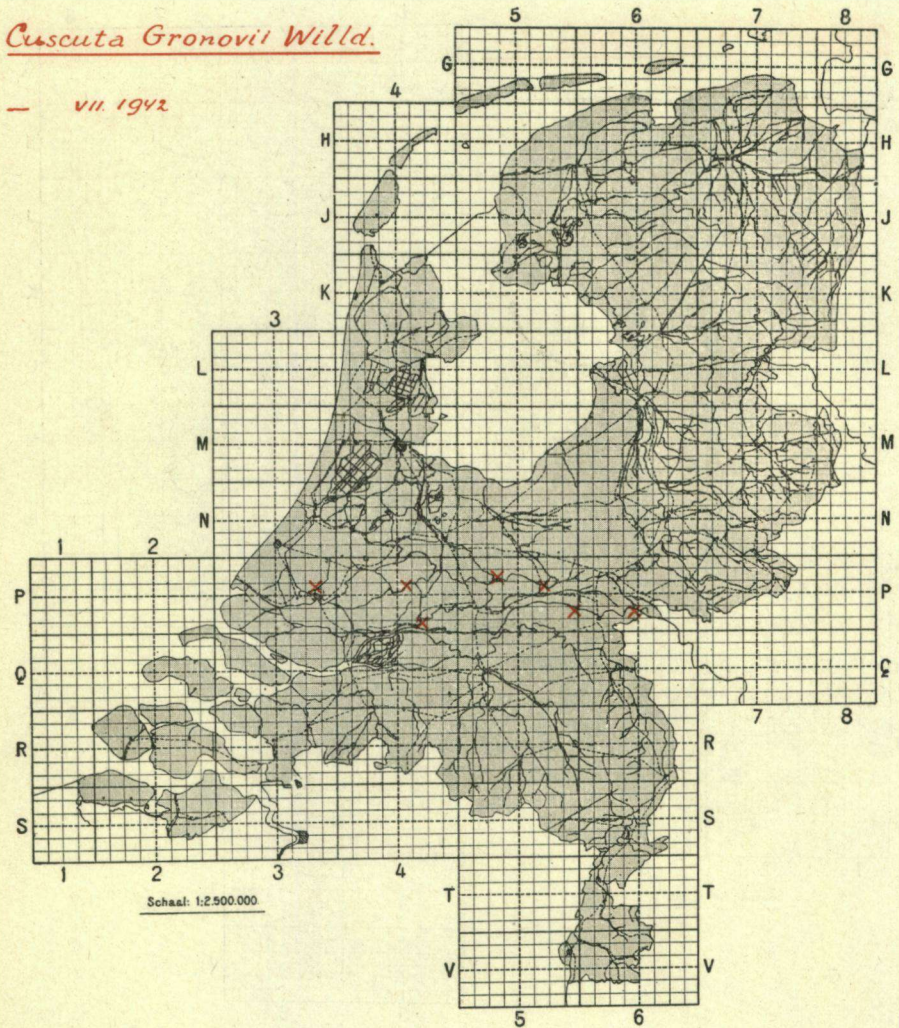 Cuscuta Gronovii Willd.
— VII. 1942
5 6 7 8
G G
4
H H
J J
K K
3
L L
M M
N N
1 2
P P
Q Q
7 8
R R
S S
1 2 3 4
Schaal: 1:2.500.000.
T T
V V
5 6